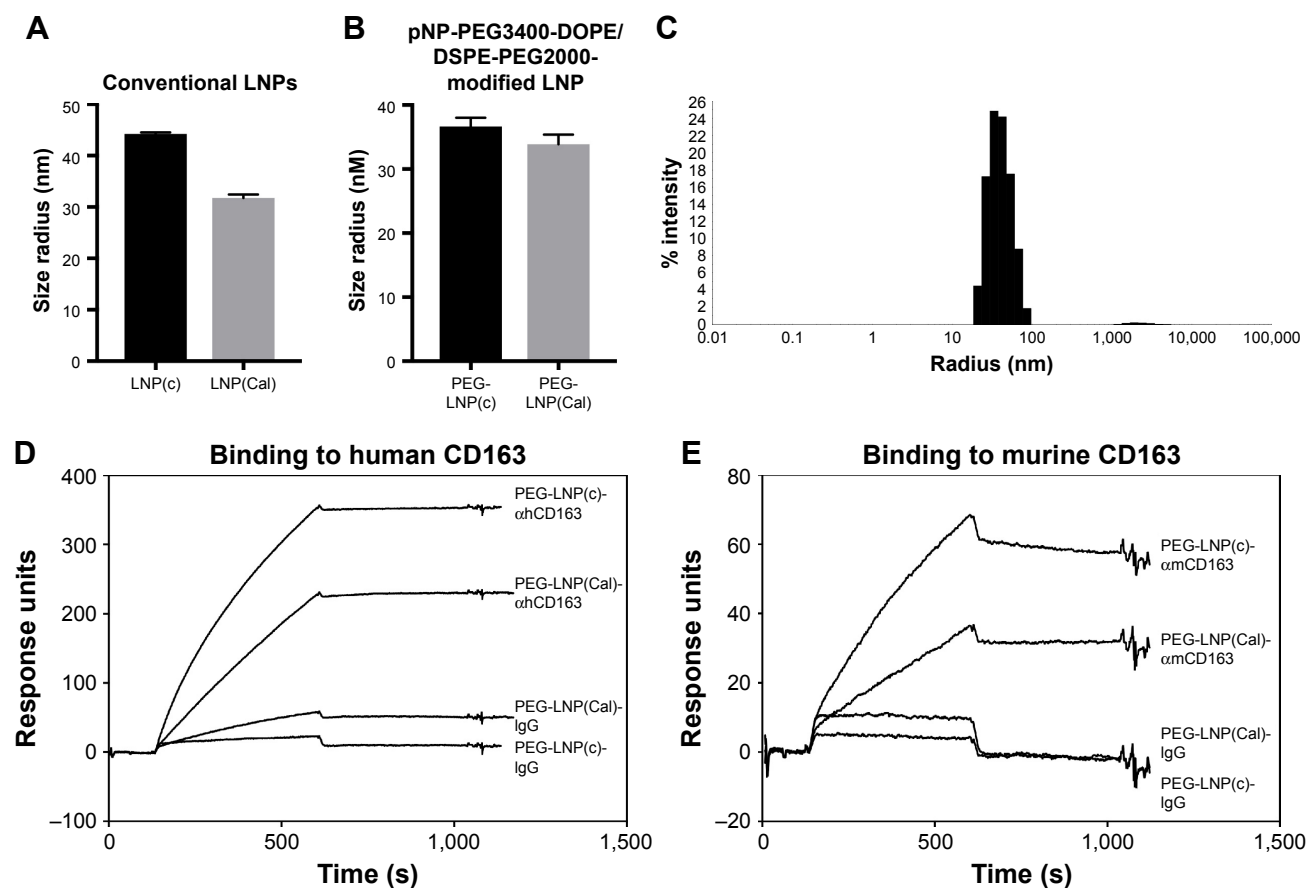 A
Conventional LNPs
Size radius (nm)
50
40
30
20
10
0
LNP(c)
LNP(Cal)
B
pNP-PEG3400-DOPE/
DSPE-PEG2000-
modified LNP
Size radius (nM)
40
30
20
10
0
PEG-
LNP(c)
PEG-
LNP(Cal)
C
% intensity
26
24
22
20
18
16
14
12
10
8
6
4
2
0
0.01 0.1 1 10 100 1,000 10,000 100,000
Radius (nm)
D
Binding to human CD163
Response units
400
300
200
100
0
–100
PEG-LNP(c)-
αhCD163
PEG-LNP(Cal)-
αhCD163
PEG-LNP(Cal)-
IgG
PEG-LNP(c)-
IgG
0 500 1,000 1,500
Time (s)
E
Binding to murine CD163
Response units
80
60
40
20
0
–20
PEG-LNP(c)-
αmCD163
PEG-LNP(Cal)-
αmCD163
PEG-LNP(Cal)-
IgG
PEG-LNP(c)-
IgG
0 500 1,000 1,500
Time (s)